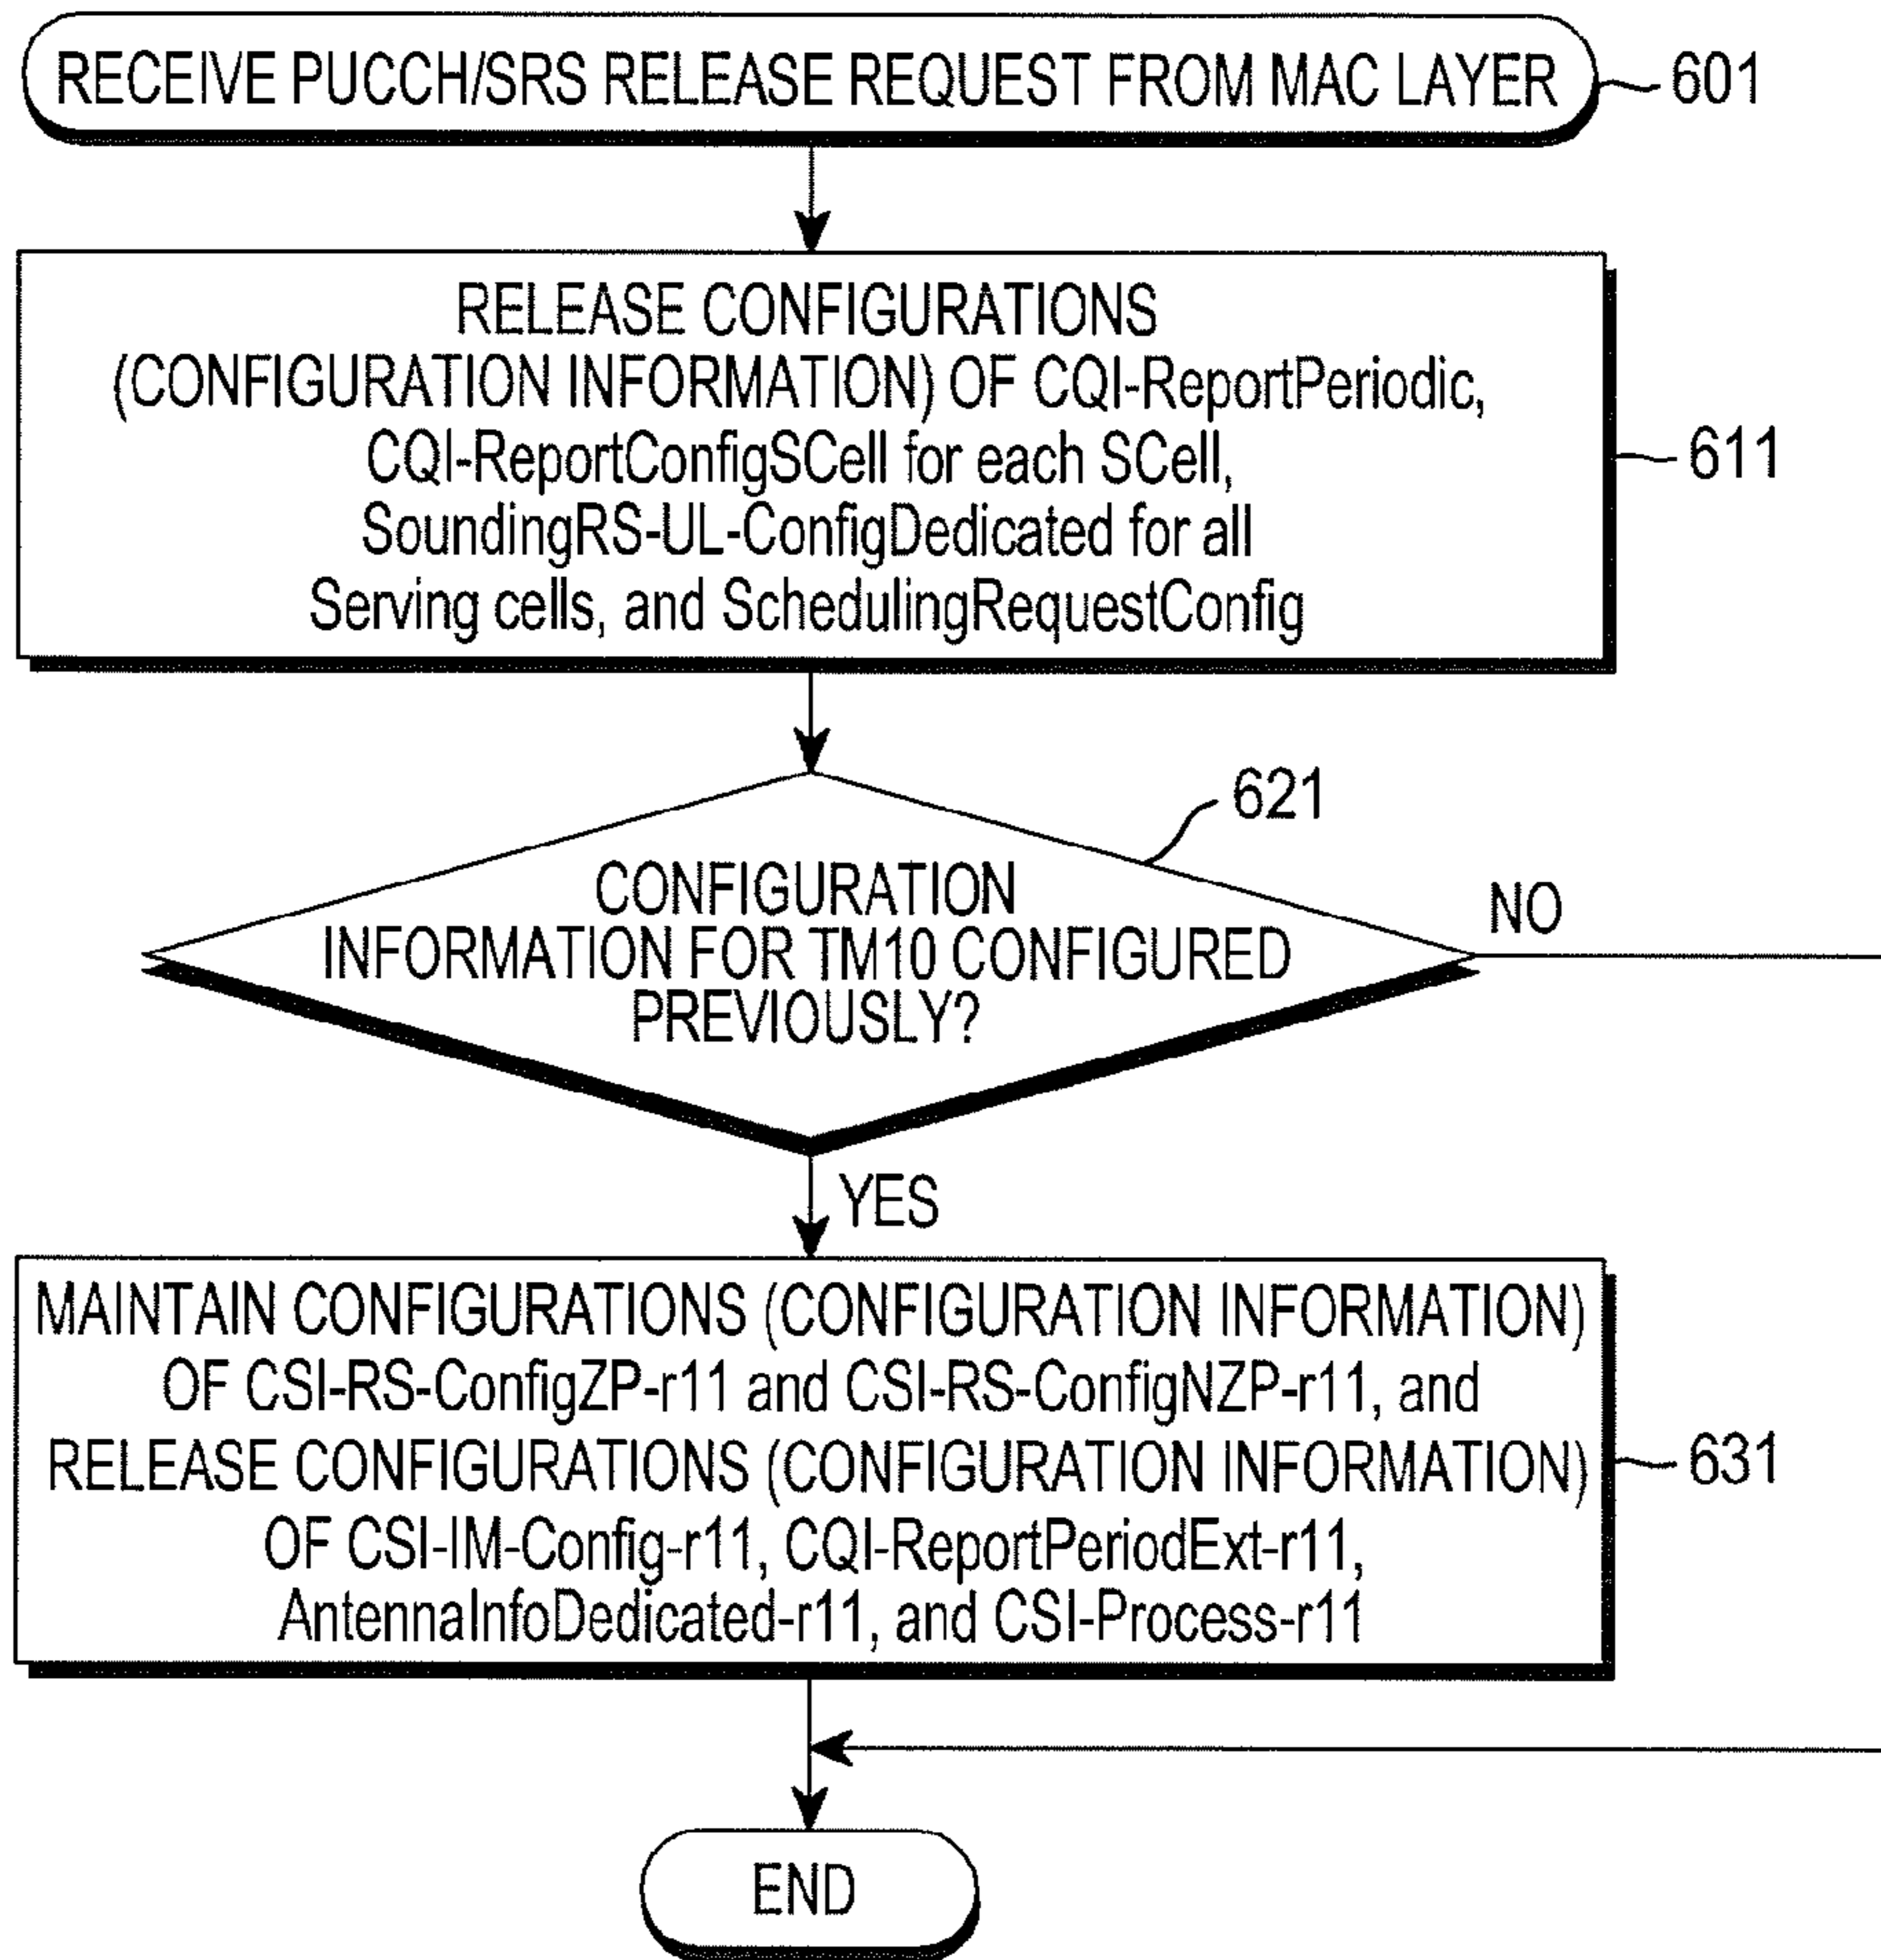 RECEIVE PUCCH/SRS RELEASE REQUEST FROM MAC LAYER
601
RELEASE CONFIGURATIONS
(CONFIGURATION INFORMATION) OF CQI-ReportPeriodic,
CQI-ReportConfigSCell for each SCell,
SoundingRS-UL-ConfigDedicated for all
Serving cells, and SchedulingRequestConfig
611
621
CONFIGURATION
INFORMATION FOR TM10 CONFIGURED
PREVIOUSLY?
NO
YES
MAINTAIN CONFIGURATIONS (CONFIGURATION INFORMATION)
OF CSI-RS-ConfigZP-r11 and CSI-RS-ConfigNZP-r11, and
RELEASE CONFIGURATIONS (CONFIGURATION INFORMATION)
OF CSI-IM-Config-r11, CQI-ReportPeriodExt-r11,
AntennaInfoDedicated-r11, and CSI-Process-r11
631
END